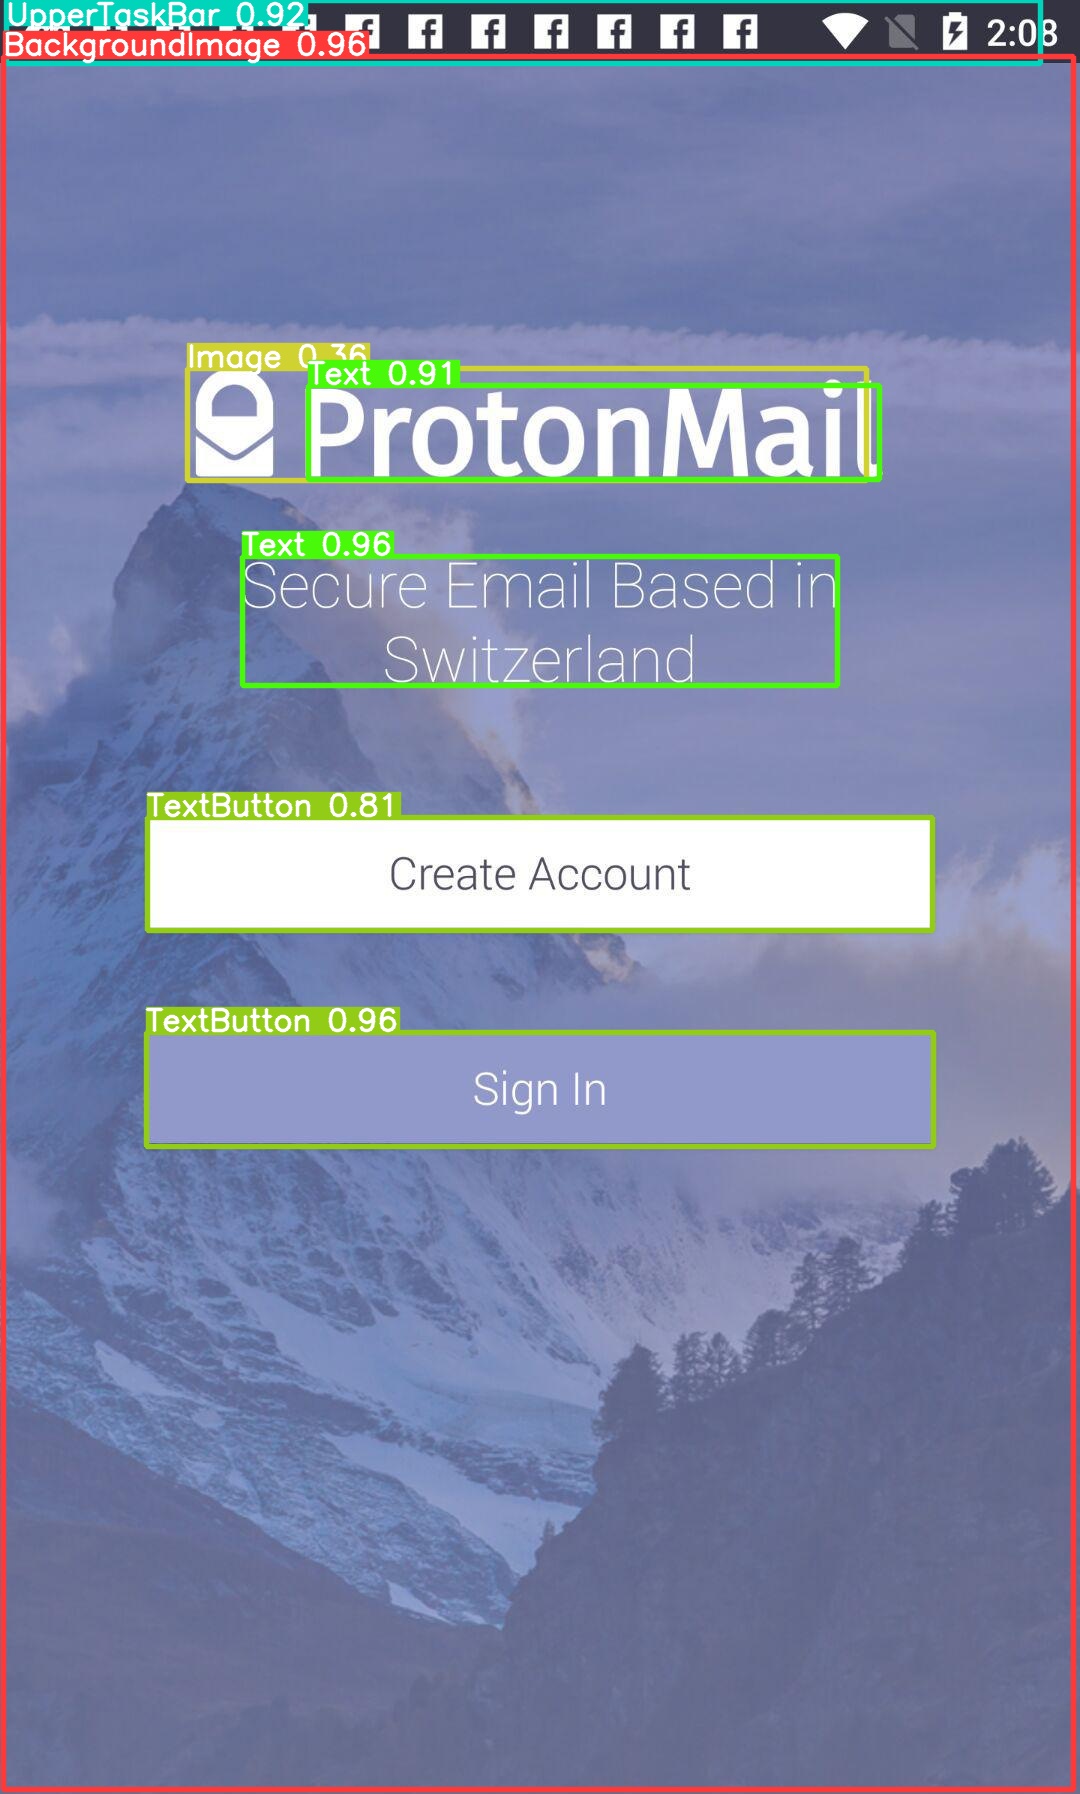 UpperTaskBar 0.92
2:08
BackgroundImage 0.96
Image 0.36
Text 0.91
ProtonMail
Text 0.96
Secure Email Based in
Switzerland
TextButton 0.81
Create Account
TextButton 0.96
Sign In